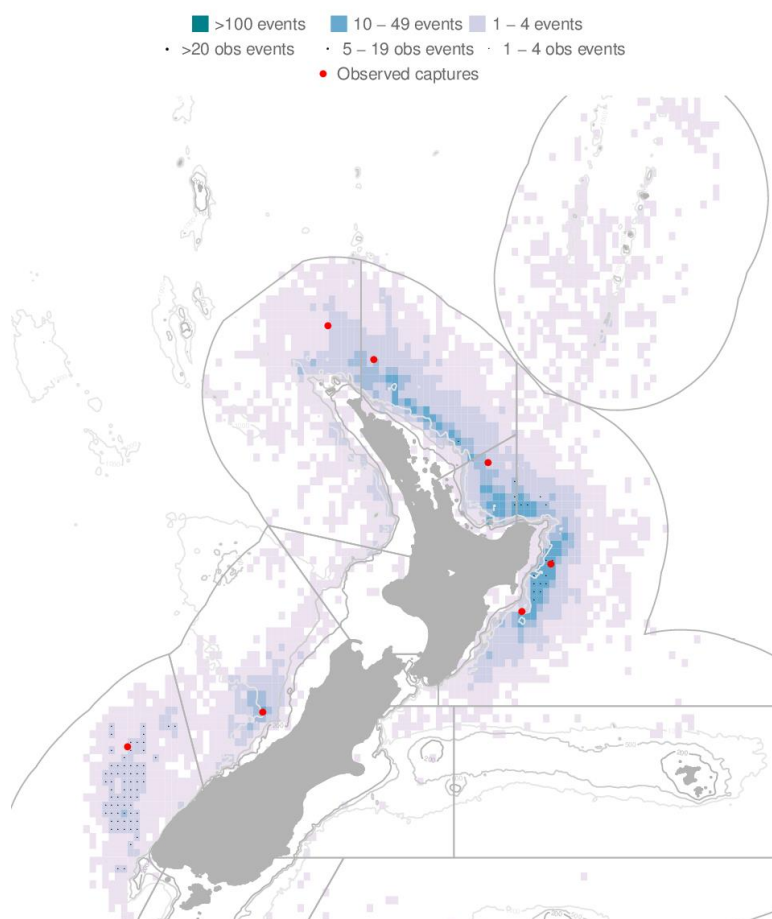 >100 events 10 – 49 events 1 – 4 events
>20 obs events 5 – 19 obs events 1 – 4 obs events
Observed captures